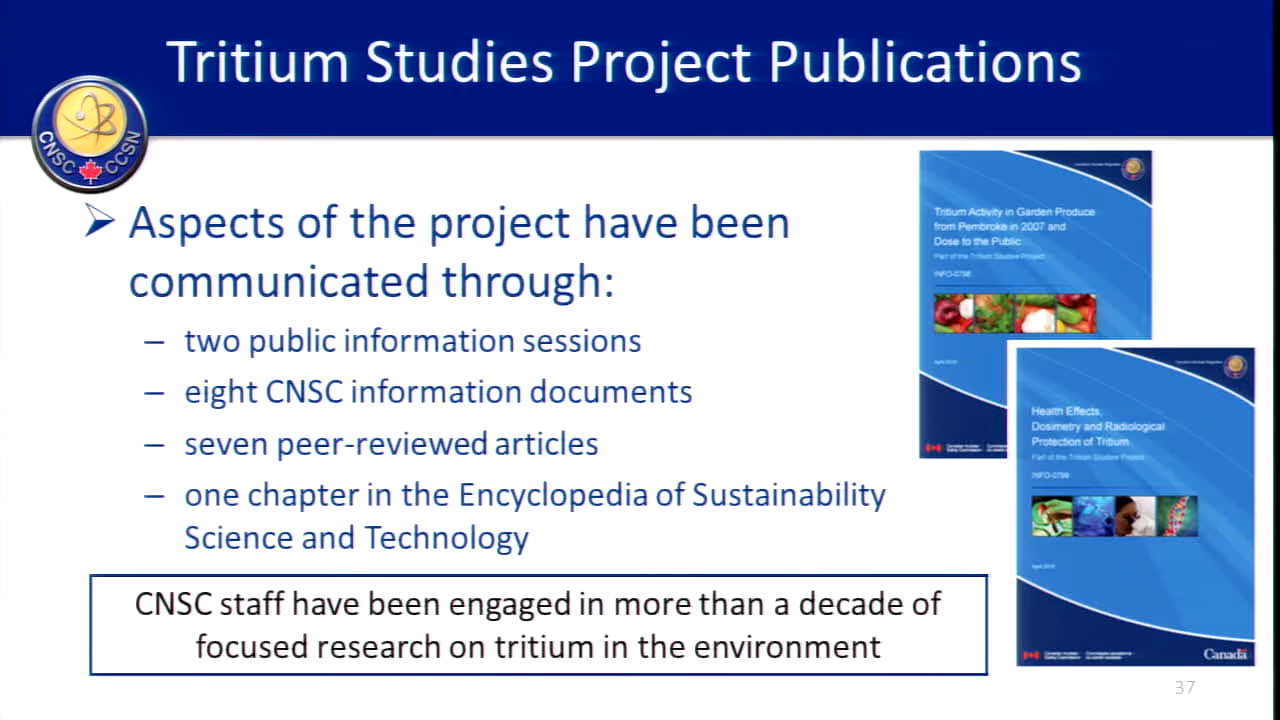 Tritium Studies Project Publications
CNSC CCSN
➢ Aspects of the project have been
communicated through:
– two public information sessions
– eight CNSC information documents
– seven peer-reviewed articles
– one chapter in the Encyclopedia of Sustainability
Science and Technology
CNSC staff have been engaged in more than a decade of
focused research on tritium in the environment
Tritium Activity in Garden Produce
from Pembroke in 2007 and
Dose to the Public
Part of the Tritium Studies Project
INFO-0798
Health Effects,
Dosimetry and Radiological
Protection of Tritium
Part of the Tritium Studies Project
INFO-0799
Canada
37